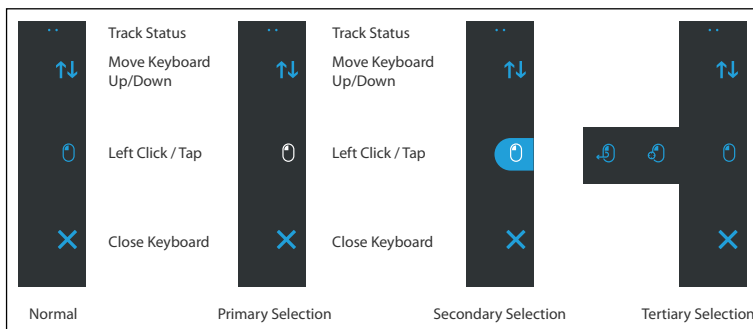 Track Status
Move Keyboard
Up/Down
Left Click / Tap
Close Keyboard
Track Status
Move Keyboard
Up/Down
Left Click / Tap
Close Keyboard
Normal
Primary Selection
Secondary Selection
Tertiary Selection